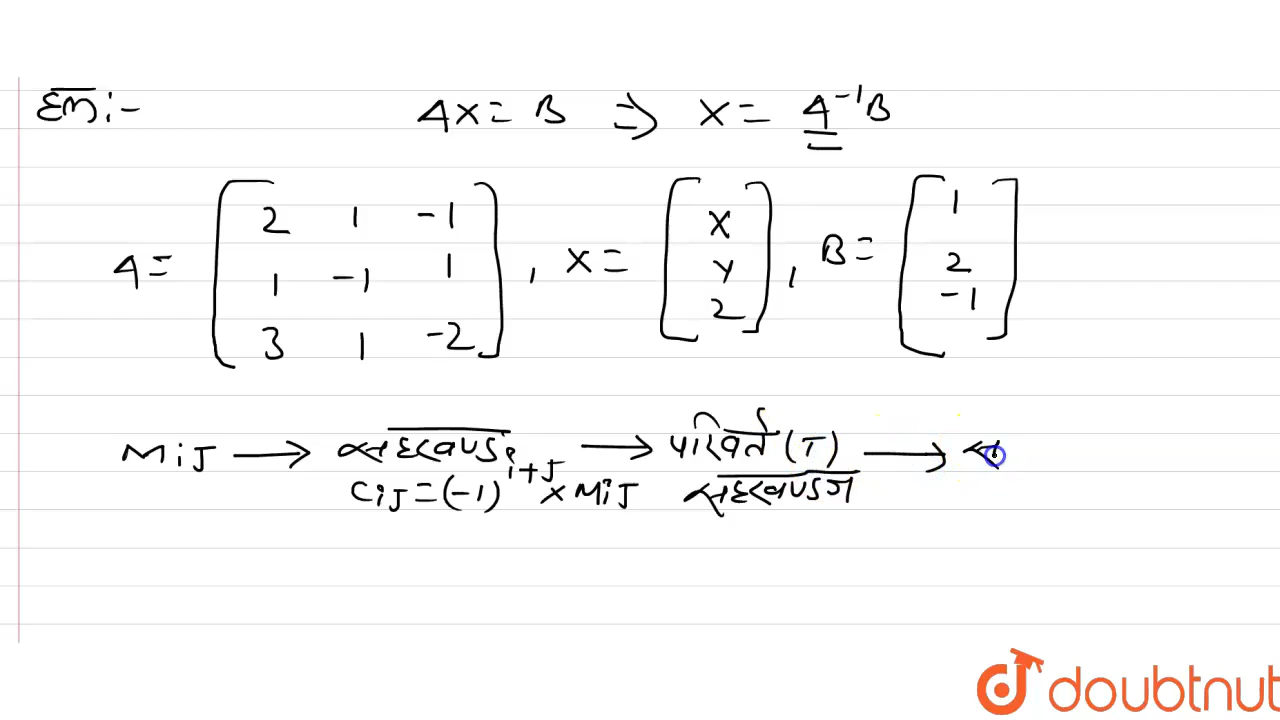 हल :-
AX = B ⇒ X = A⁻¹B
A = [2 1 -1
1 -1 1
3 1 -2] , X = [x
y
z] , B = [1
2
-1]
Mij → सहखण्ड → परिवर्त (T) →
Cij = (-1)^(i+j) × Mij सहखण्डज
doubtnut